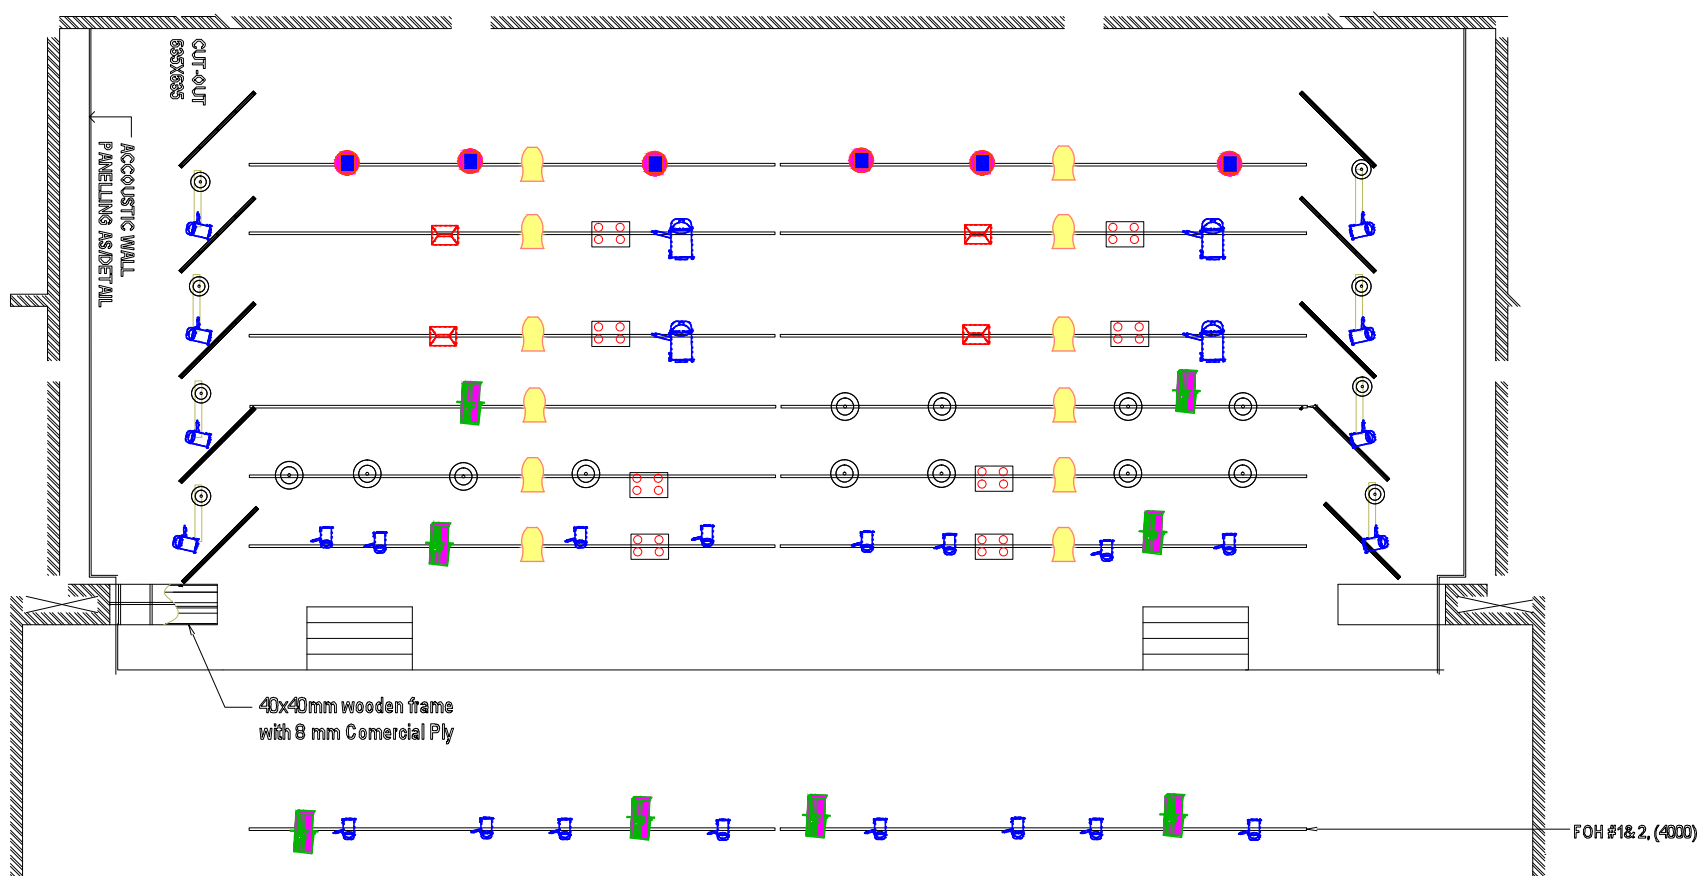 CUT-OUT
635X635
ACCOUSTIC WALL
PANELLING AS/DETAIL
40x40mm wooden frame
with 8 mm Comercial Ply
FOH #1& 2, (4000)